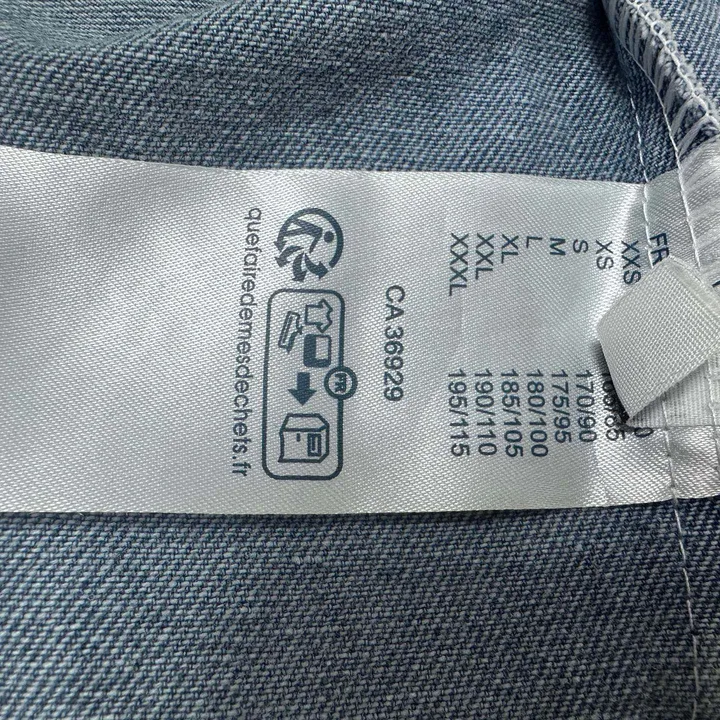 FR
XXS
XS
S 170/90
M 175/95
L 180/100
XL 185/105
XXL 190/110
XXXL 195/115
CA 36929
FR
quefairedemesdechets.fr